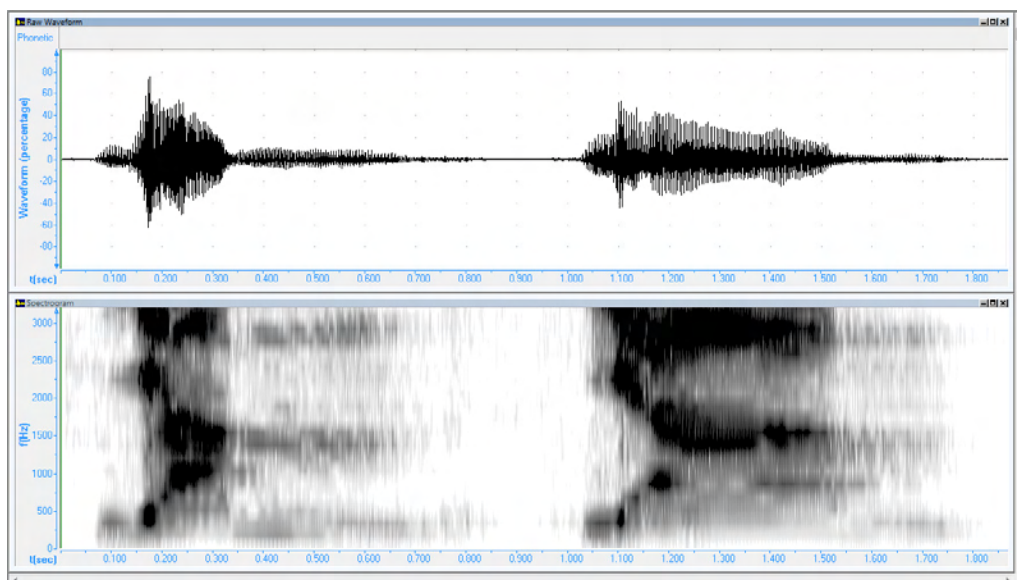 Raw Waveform
Phonetic
Waveform (percentage)
80
60
40
20
0
-20
-40
-60
-80
t[sec] 0.100 0.200 0.300 0.400 0.500 0.600 0.700 0.800 0.900 1.000 1.100 1.200 1.300 1.400 1.500 1.600 1.700 1.800
Spectrogram
f(Hz)
3000
2500
2000
1500
1000
500
0
t[sec] 0.100 0.200 0.300 0.400 0.500 0.600 0.700 0.800 0.900 1.000 1.100 1.200 1.300 1.400 1.500 1.600 1.700 1.000